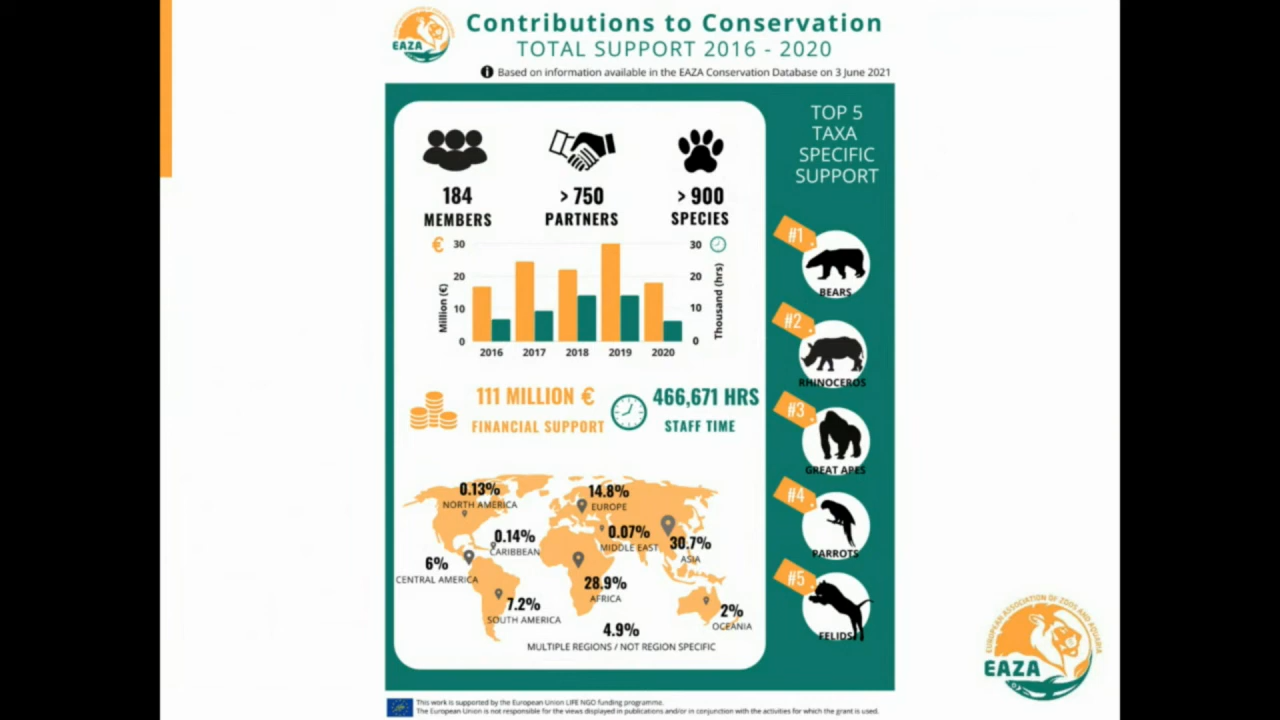 EAZA
Contributions to Conservation
TOTAL SUPPORT 2016 - 2020
Based on information available in the EAZA Conservation Database on 3 June 2021
184
MEMBERS
> 750
PARTNERS
> 900
SPECIES
€
30
20
10
0
Million (€)
2016 2017 2018 2019 2020
30
20
10
0
Thousand (hrs)
111 MILLION €
FINANCIAL SUPPORT
466,671 HRS
STAFF TIME
0.13%
NORTH AMERICA
14.8%
EUROPE
0.14%
CARIBBEAN
0.07%
MIDDLE EAST
30.7%
ASIA
6%
CENTRAL AMERICA
28.9%
AFRICA
7.2%
SOUTH AMERICA
2%
OCEANIA
4.9%
MULTIPLE REGIONS / NOT REGION SPECIFIC
TOP 5
TAXA
SPECIFIC
SUPPORT
#1
BEARS
#2
RHINOCEROS
#3
GREAT APES
#4
PARROTS
#5
FELIDS
This work is supported by the European Union LIFE NGO funding programme.
The European Union is not responsible for the views displayed in publications and/or in conjunction with the activities for which the grant is used.
EUROPEAN ASSOCIATION OF ZOOS AND AQUARIA
EAZA